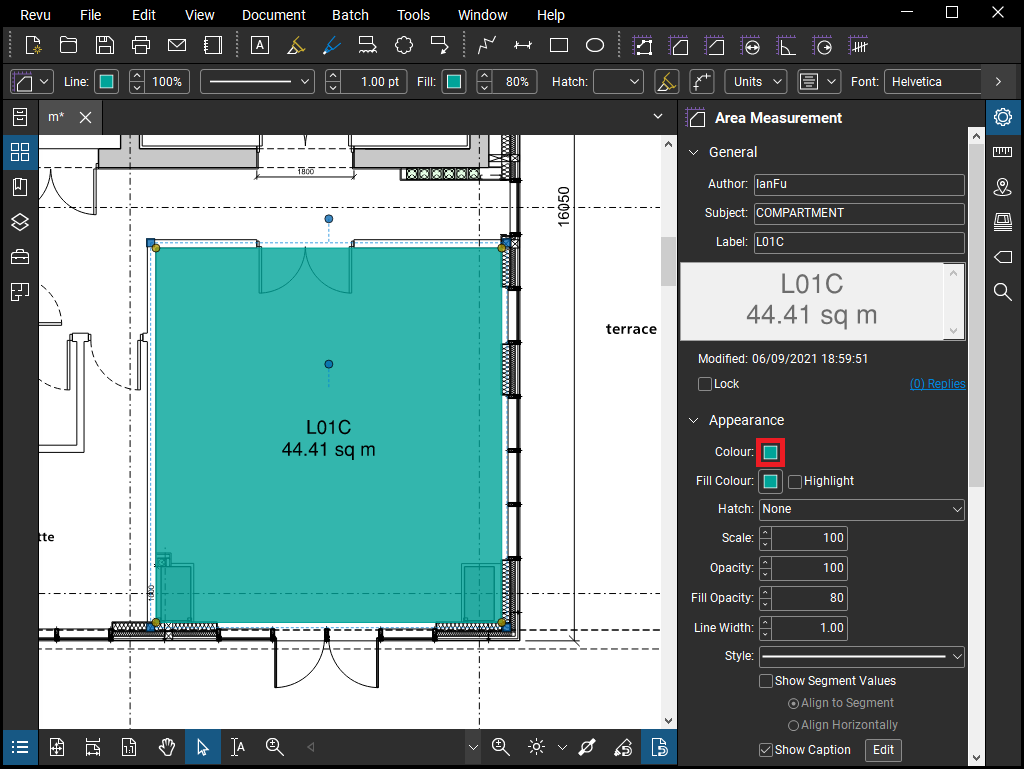 Revu File Edit View Document Batch Tools Window Help
Line: 100% 1.00 pt Fill: 80% Hatch: Units Font: Helvetica
m*
Area Measurement
General
Author: IanFu
Subject: COMPARTMENT
Label: L01C
L01C
44.41 sq m
Modified: 06/09/2021 18:59:51
Lock (0) Replies
Appearance
Colour:
Fill Colour: Highlight
Hatch: None
Scale: 100
Opacity: 100
Fill Opacity: 80
Line Width: 1.00
Style:
Show Segment Values
Align to Segment
Align Horizontally
Show Caption Edit
1800
16050
terrace
L01C
44.41 sq m
tte
1800